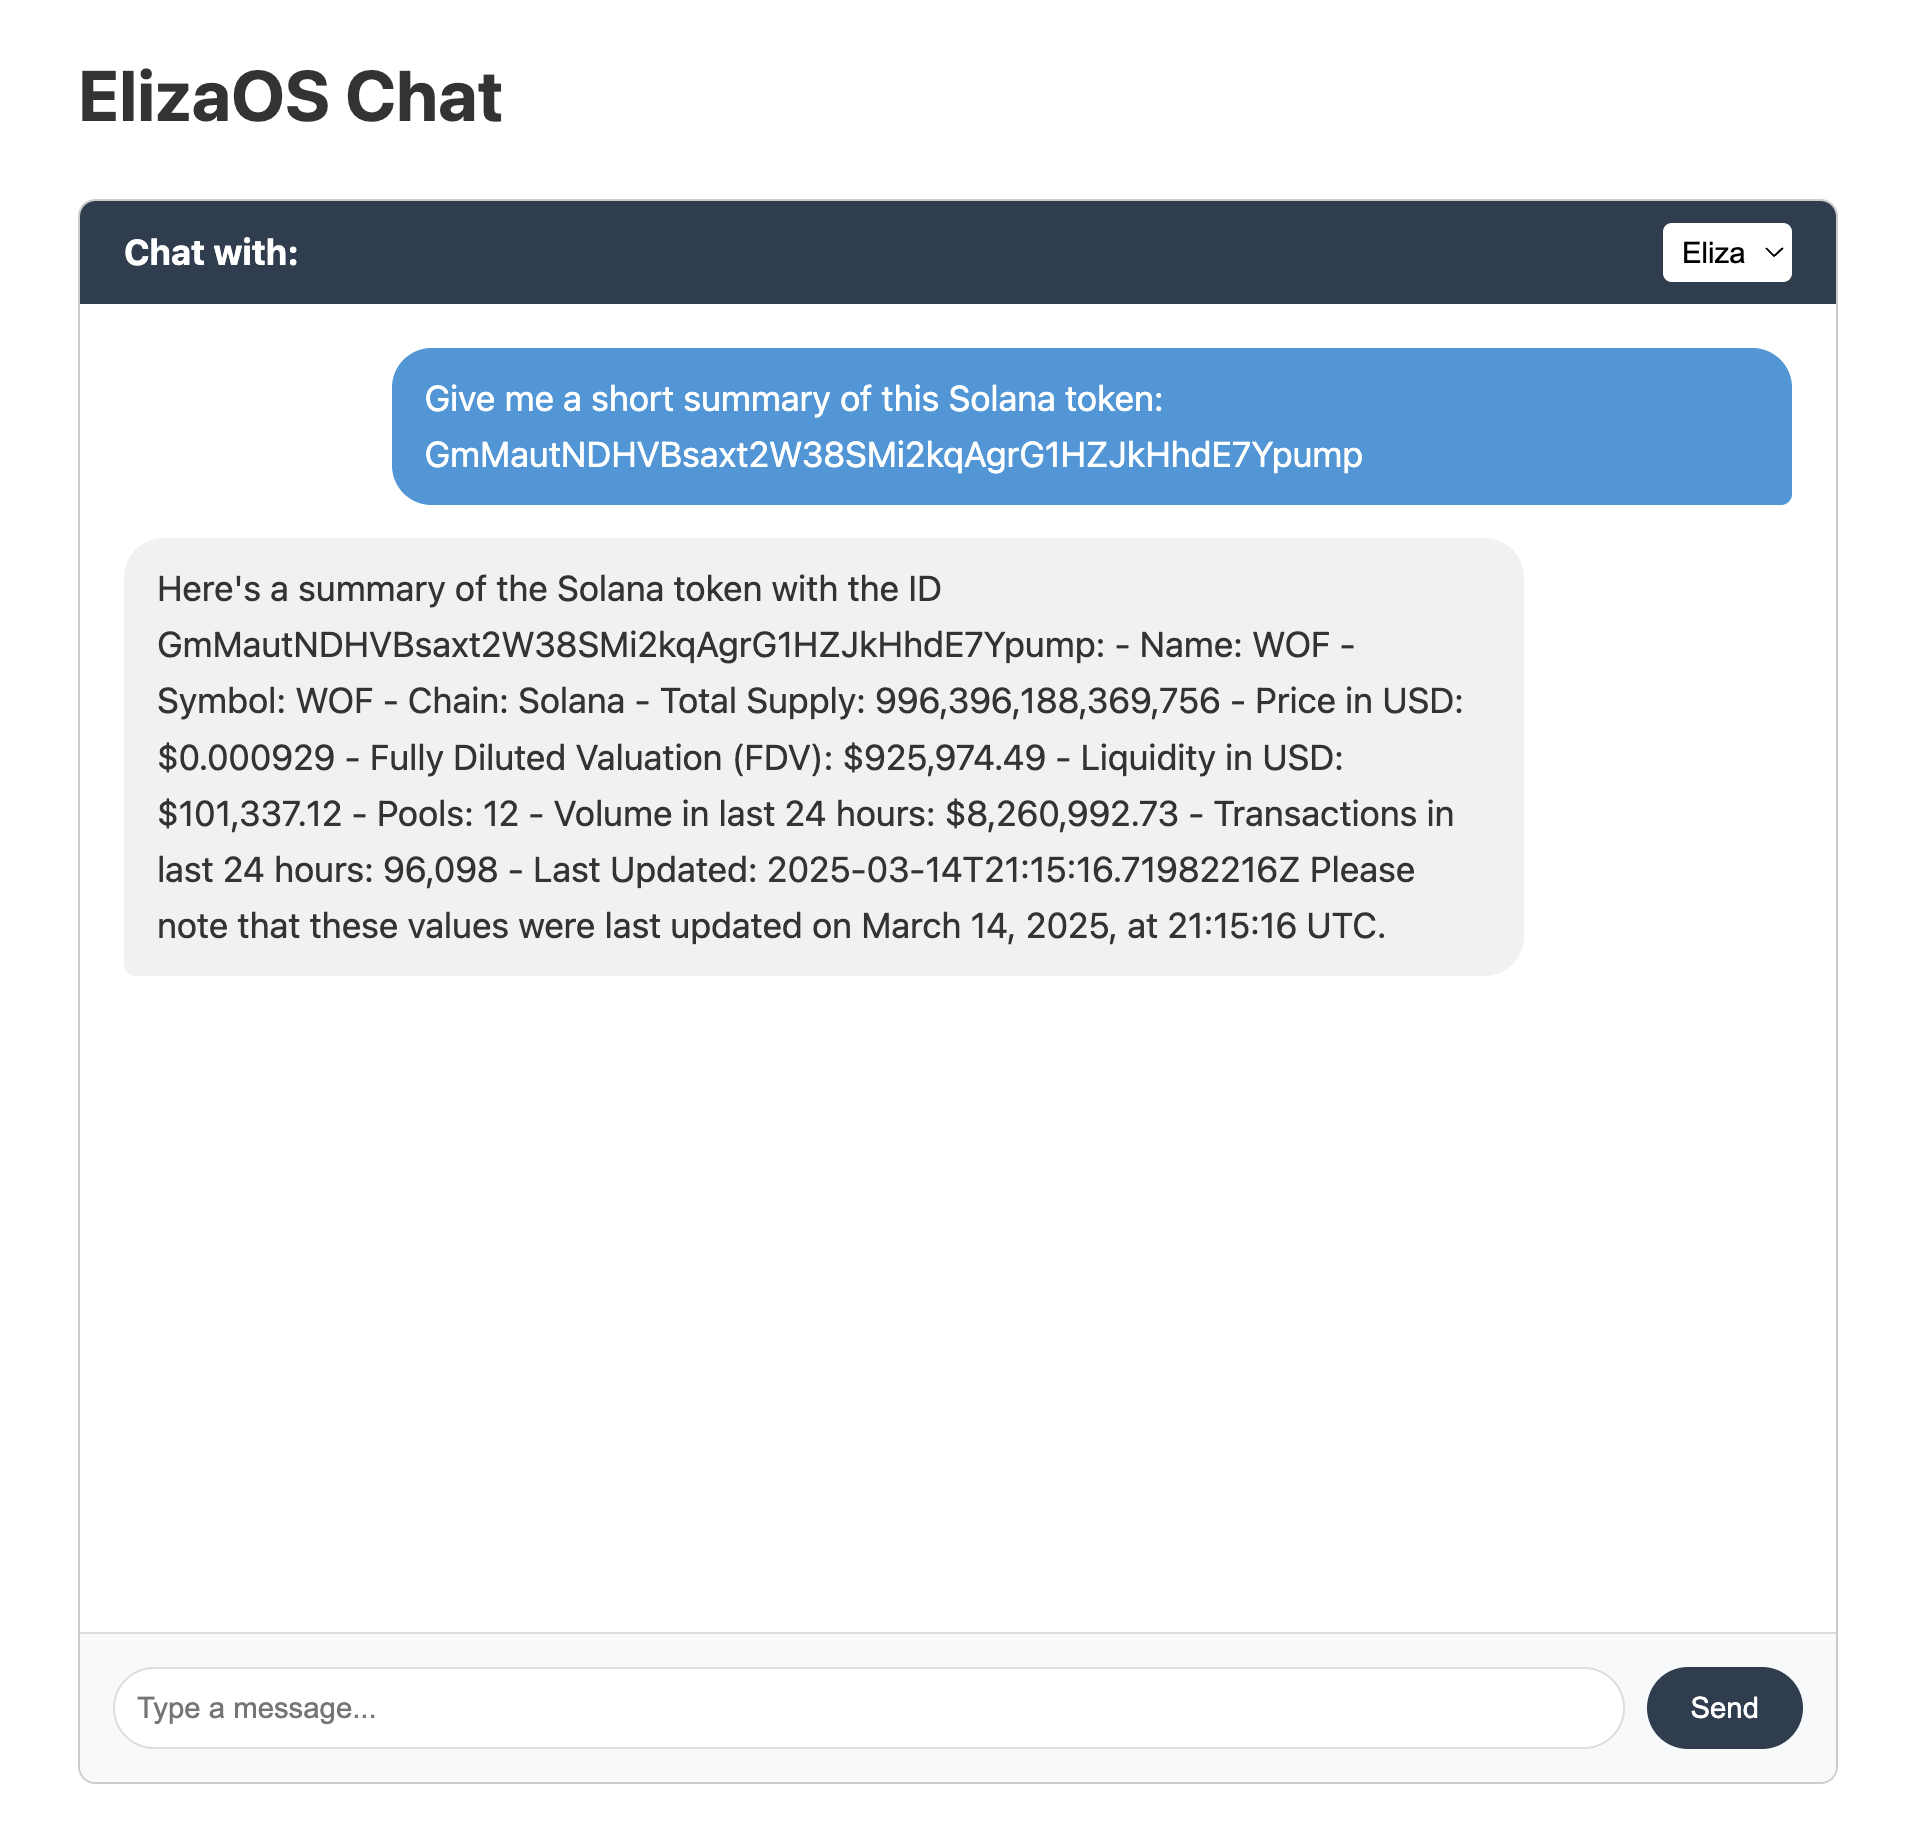 ElizaOS Chat
Chat with:
Eliza
Give me a short summary of this Solana token:
GmMautNDHVBsaxt2W38SMi2kqAgrG1HZJkHhdE7Ypump
Here's a summary of the Solana token with the ID
GmMautNDHVBsaxt2W38SMi2kqAgrG1HZJkHhdE7Ypump: - Name: WOF -
Symbol: WOF - Chain: Solana - Total Supply: 996,396,188,369,756 - Price in USD:
$0.000929 - Fully Diluted Valuation (FDV): $925,974.49 - Liquidity in USD:
$101,337.12 - Pools: 12 - Volume in last 24 hours: $8,260,992.73 - Transactions in
last 24 hours: 96,098 - Last Updated: 2025-03-14T21:15:16.71982216Z Please
note that these values were last updated on March 14, 2025, at 21:15:16 UTC.
Type a message...
Send